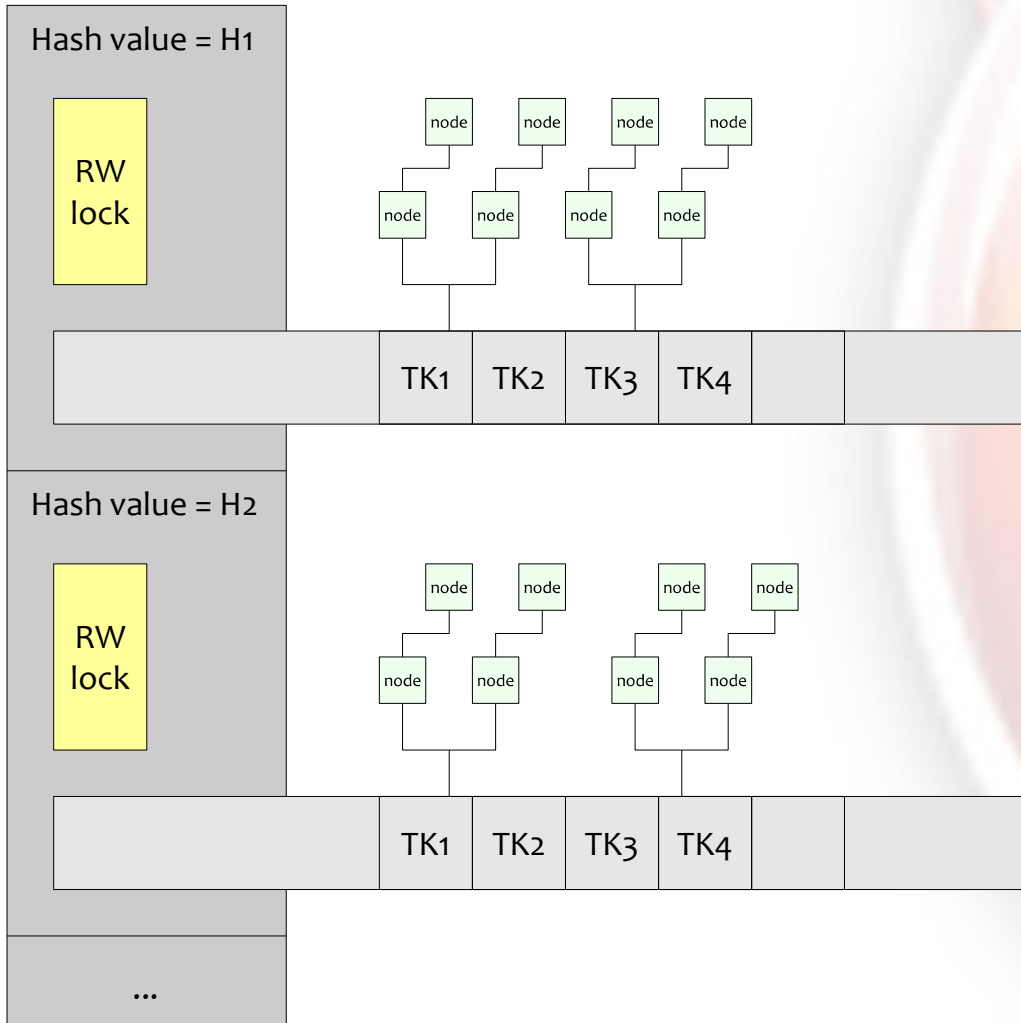 Hash value = H1
node node node node
RW
lock
node node node node
TK1 TK2 TK3 TK4
Hash value = H2
node node node node
RW
lock
node node node node
TK1 TK2 TK3 TK4
...